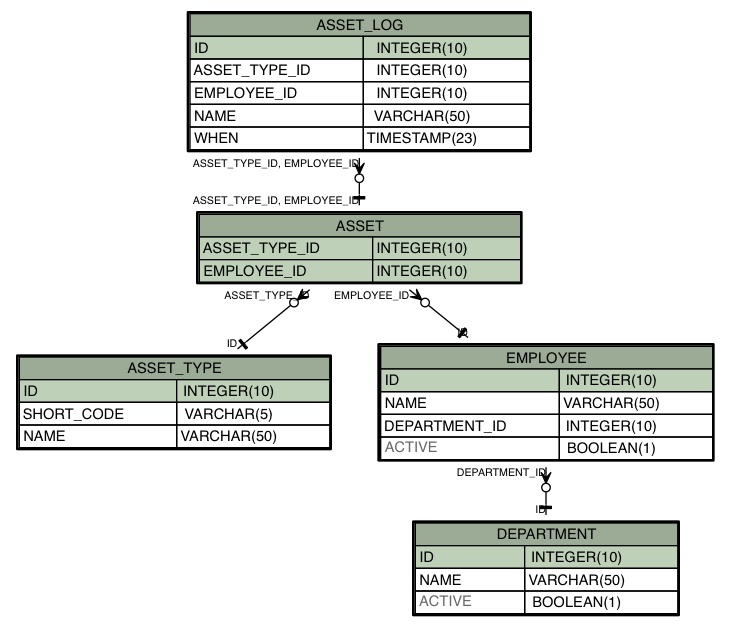 ASSET_LOG
ID INTEGER(10)
ASSET_TYPE_ID INTEGER(10)
EMPLOYEE_ID INTEGER(10)
NAME VARCHAR(50)
WHEN TIMESTAMP(23)
ASSET_TYPE_ID, EMPLOYEE_ID
ASSET_TYPE_ID, EMPLOYEE_ID
ASSET
ASSET_TYPE_ID INTEGER(10)
EMPLOYEE_ID INTEGER(10)
ASSET_TYPE_ID EMPLOYEE_ID
ID ID
ASSET_TYPE
ID INTEGER(10)
SHORT_CODE VARCHAR(5)
NAME VARCHAR(50)
EMPLOYEE
ID INTEGER(10)
NAME VARCHAR(50)
DEPARTMENT_ID INTEGER(10)
ACTIVE BOOLEAN(1)
DEPARTMENT_ID
ID
DEPARTMENT
ID INTEGER(10)
NAME VARCHAR(50)
ACTIVE BOOLEAN(1)